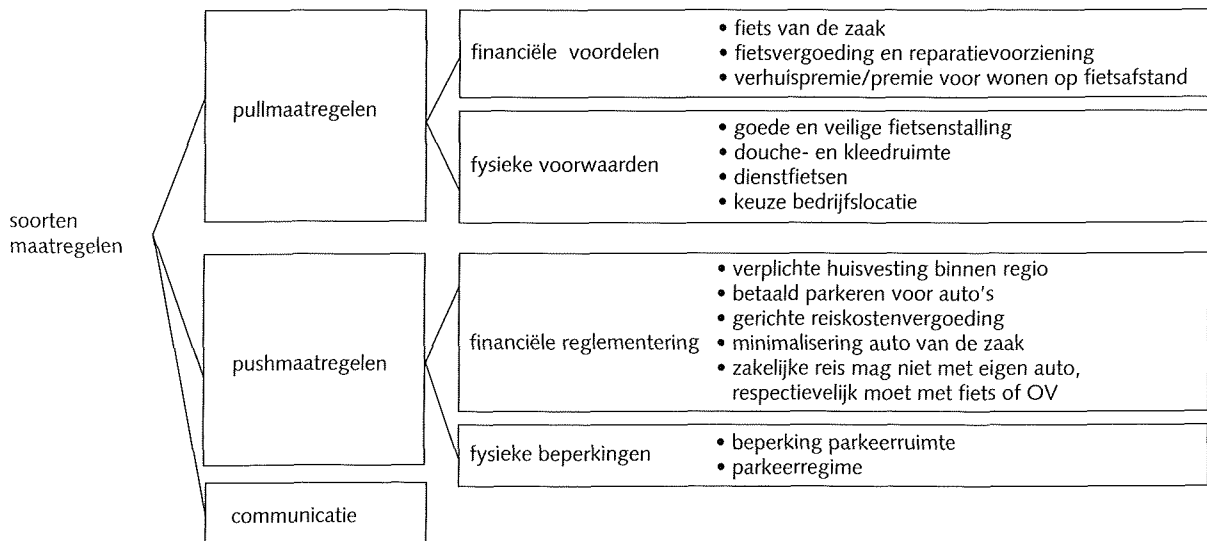 soorten
maatregelen
pullmaatregelen
financiële voordelen
• fiets van de zaak
• fietsvergoeding en reparatievoorziening
• verhuispremie/premie voor wonen op fietsafstand
fysieke voorwaarden
• goede en veilige fietsenstalling
• douche- en kleedruimte
• dienstfietsen
• keuze bedrijfslocatie
pushmaatregelen
financiële reglementering
• verplichte huisvesting binnen regio
• betaald parkeren voor auto's
• gerichte reiskostenvergoeding
• minimalisering auto van de zaak
• zakelijke reis mag niet met eigen auto,
respectievelijk moet met fiets of OV
fysieke beperkingen
• beperking parkeerruimte
• parkeerregime
communicatie